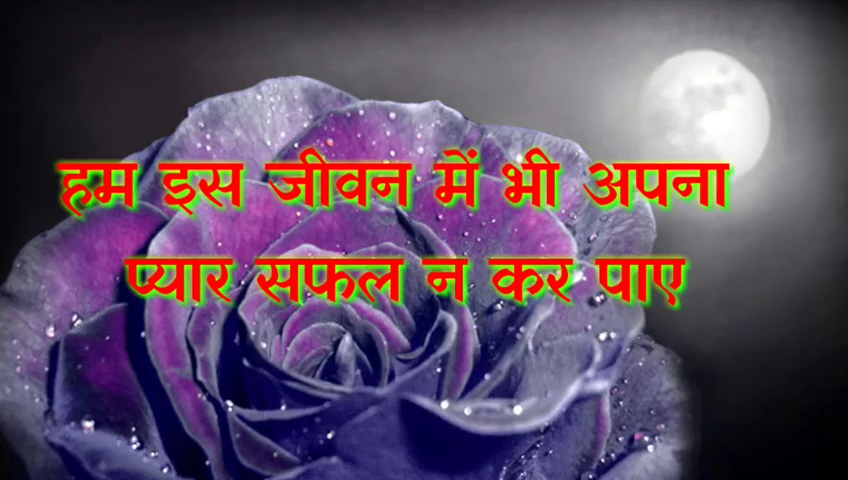 हम इस जीवन में भी अपना
प्यार सफल न कर पाए